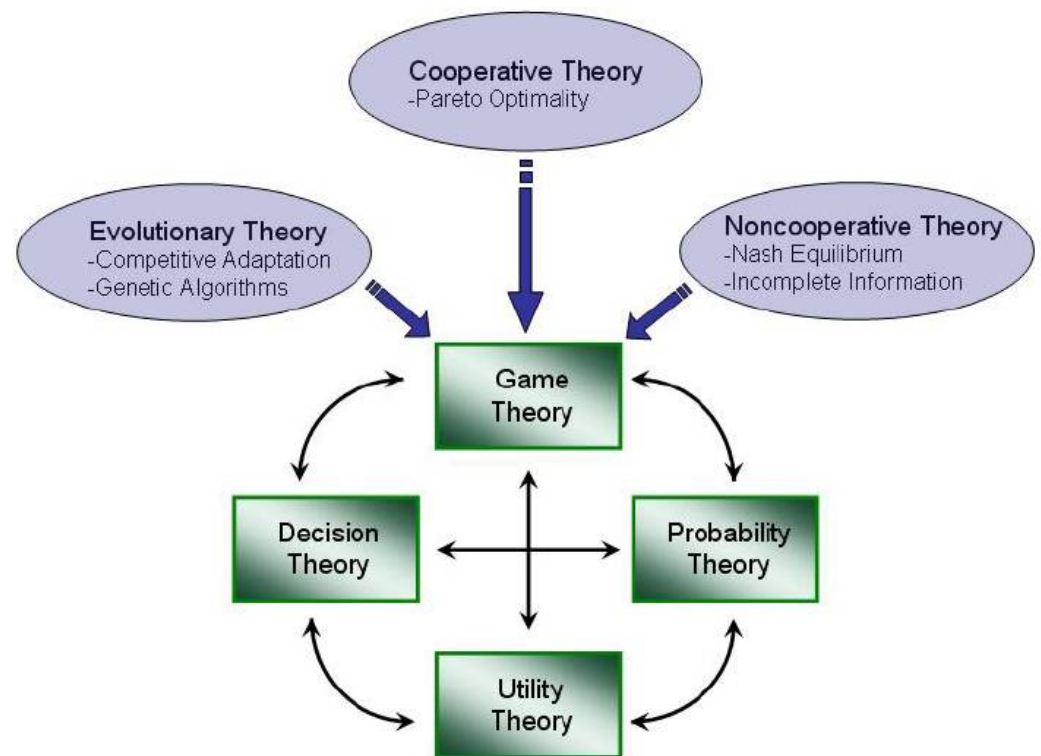 Cooperative Theory
-Pareto Optimality
Evolutionary Theory
-Competitive Adaptation
-Genetic Algorithms
Noncooperative Theory
-Nash Equilibrium
-Incomplete Information
Game
Theory
Decision
Theory
Probability
Theory
Utility
Theory